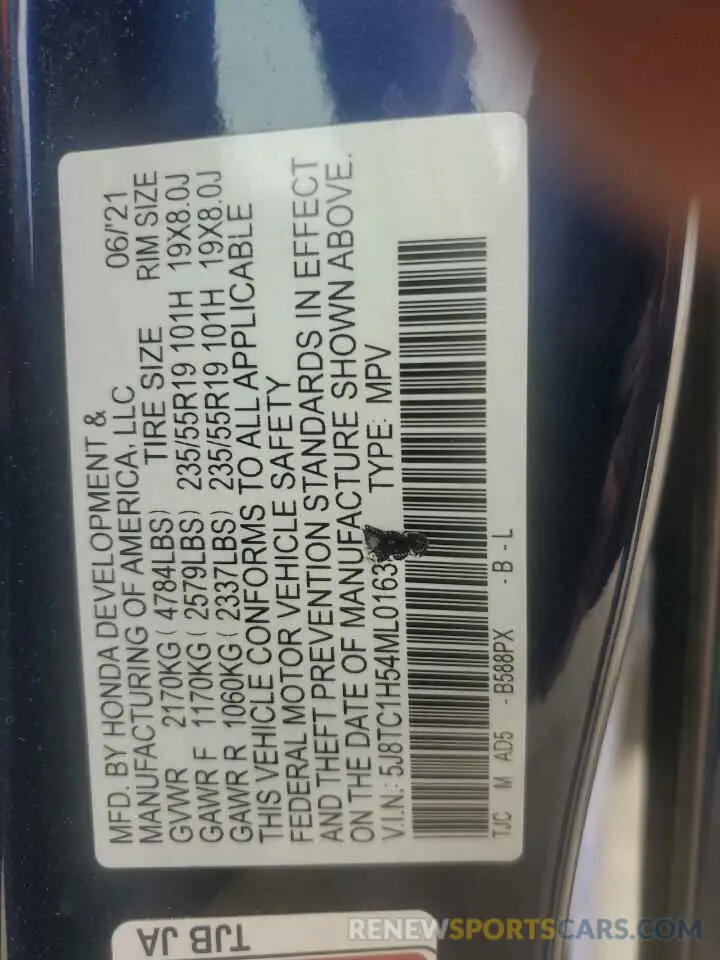 MFD. BY HONDA DEVELOPMENT &
MANUFACTURING OF AMERICA, LLC 06/'21
TIRE SIZE RIM SIZE
GVWR 2170KG ( 4784LBS)
GAWR F 1170KG ( 2579LBS) 235/55R19 101H 19X8.0J
GAWR R 1060KG ( 2337LBS) 235/55R19 101H 19X8.0J
THIS VEHICLE CONFORMS TO ALL APPLICABLE
FEDERAL MOTOR VEHICLE SAFETY
AND THEFT PREVENTION STANDARDS IN EFFECT
ON THE DATE OF MANUFACTURE SHOWN ABOVE.
V.I.N.: 5J8TC1H54ML0163 TYPE: MPV
TJC M AD5 - B588PX - B - L
TJB JA
RENEWSPORTSCARS.COM